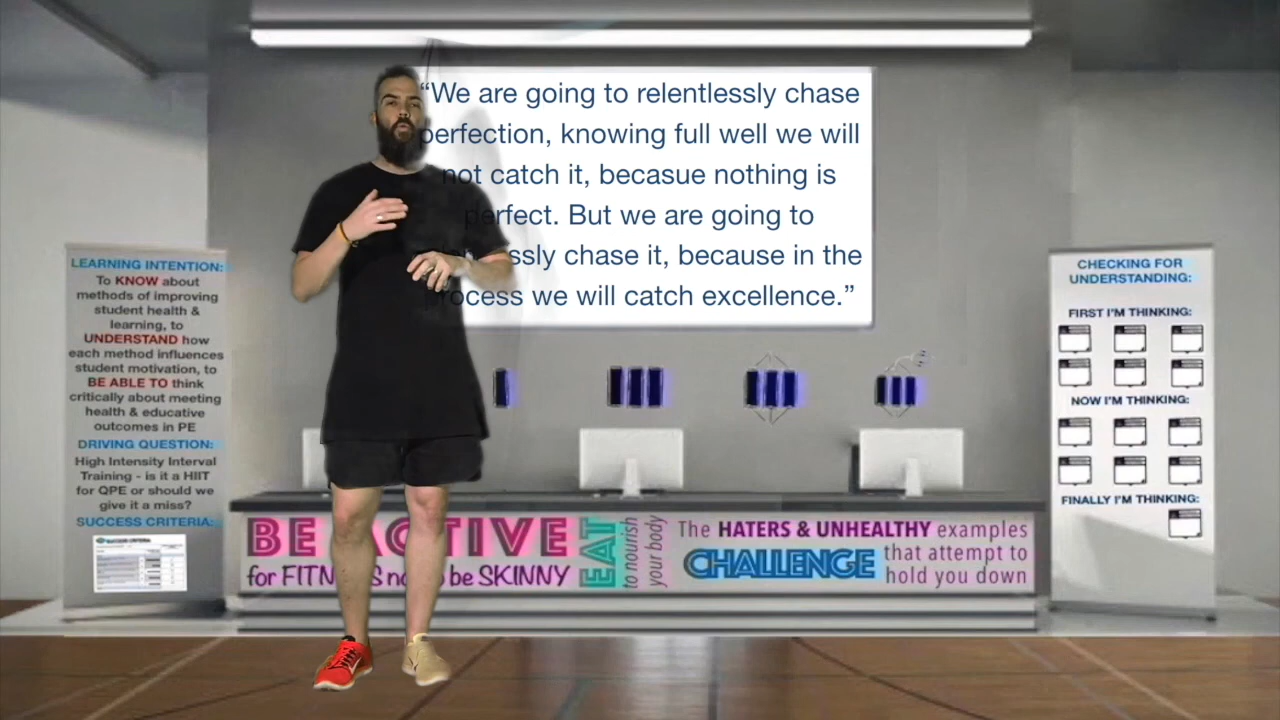 “We are going to relentlessly chase
perfection, knowing full well we will
not catch it, becasue nothing is
perfect. But we are going to
chase it, because in the
process we will catch excellence.”
LEARNING INTENTION:
To KNOW about
methods of improving
student health &
learning, to
UNDERSTAND how
each method influences
student motivation, to
BE ABLE TO think
critically about meeting
health & educative
outcomes in PE
DRIVING QUESTION:
High Intensity Interval
Training - is it a HIIT
for QPE or should we
give it a miss?
SUCCESS CRITERIA:
SUCCESS CRITERIA
BE ACTIVE
for be SKINNY
EAT
to nourish
your body
The HATERS & UNHEALTHY examples
CHALLENGE
that attempt to
hold you down
CHECKING FOR
UNDERSTANDING:
FIRST I'M THINKING:
NOW I'M THINKING:
FINALLY I'M THINKING: